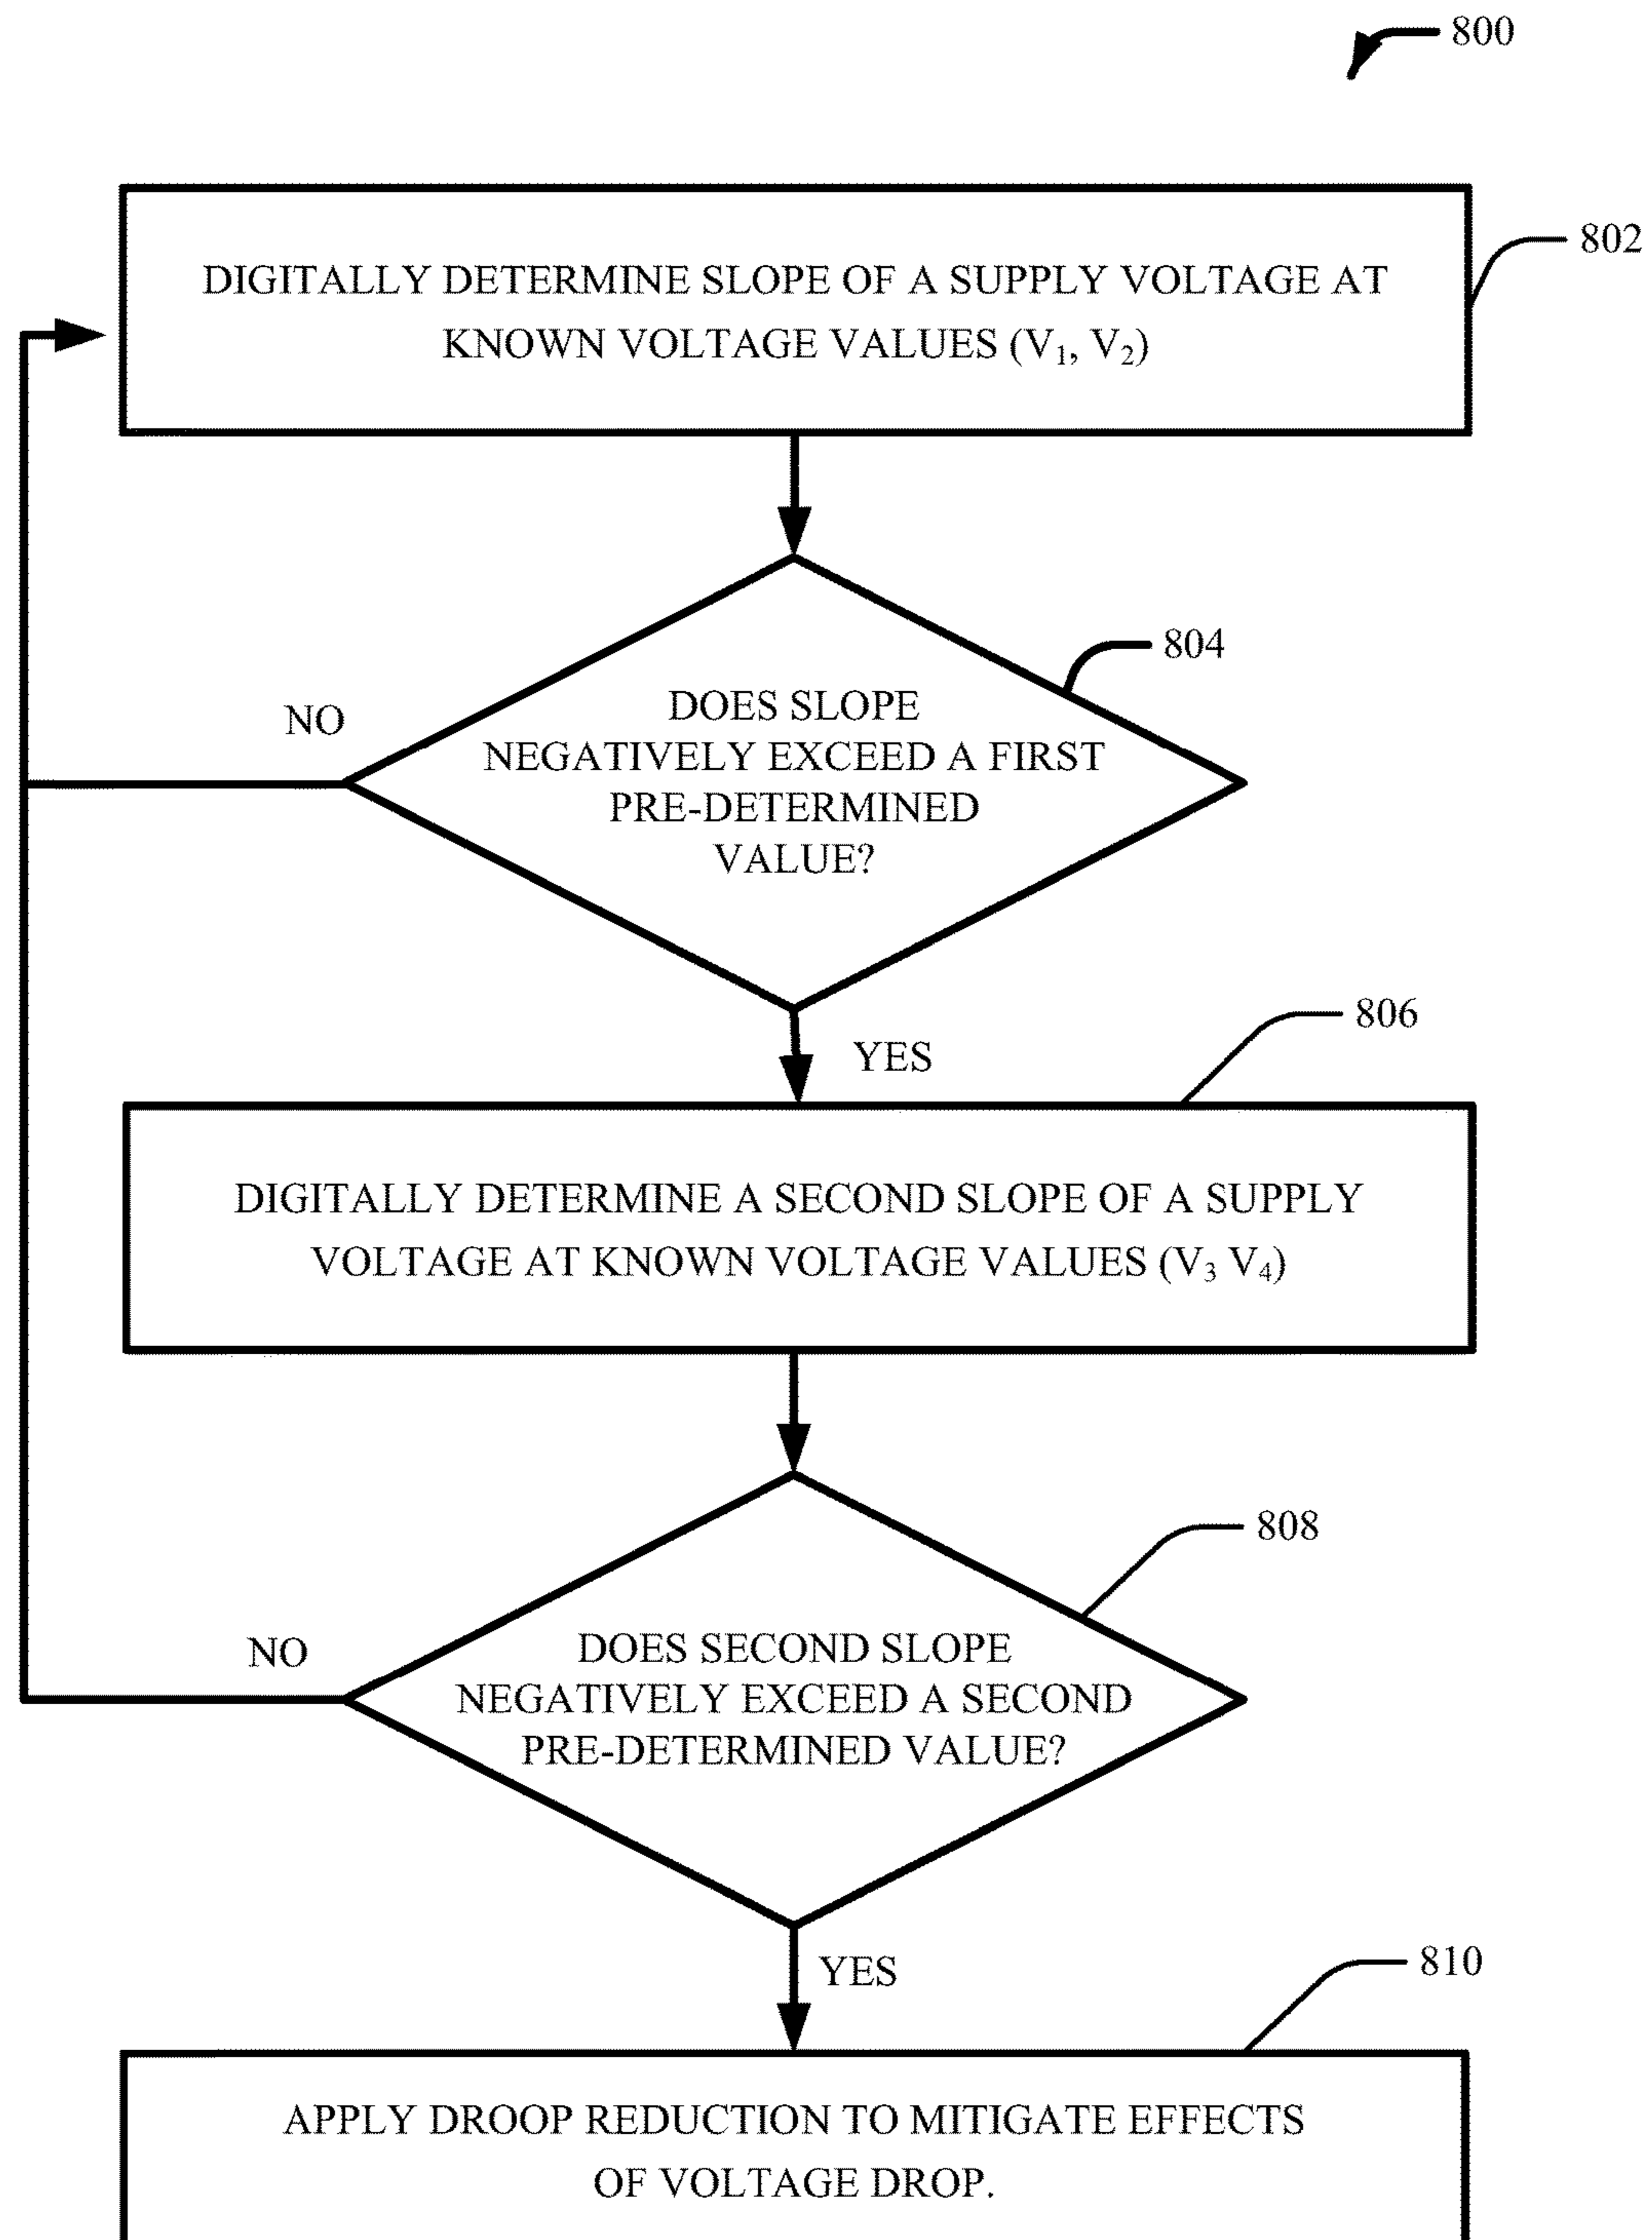 800
802
DIGITALLY DETERMINE SLOPE OF A SUPPLY VOLTAGE AT
KNOWN VOLTAGE VALUES (V₁, V₂)
804
NO
DOES SLOPE
NEGATIVELY EXCEED A FIRST
PRE-DETERMINED
VALUE?
806
YES
DIGITALLY DETERMINE A SECOND SLOPE OF A SUPPLY
VOLTAGE AT KNOWN VOLTAGE VALUES (V₃ V₄)
808
NO
DOES SECOND SLOPE
NEGATIVELY EXCEED A SECOND
PRE-DETERMINED VALUE?
YES
810
APPLY DROOP REDUCTION TO MITIGATE EFFECTS
OF VOLTAGE DROP.